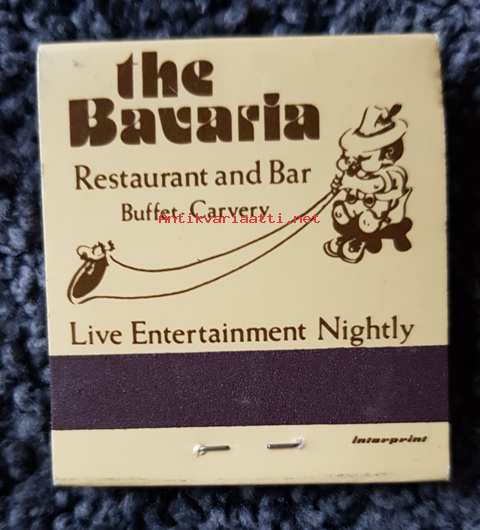 the
Bavaria
Restaurant and Bar
Buffet Carvery
Antikvariaatti.net
Live Entertainment Nightly
Interprint